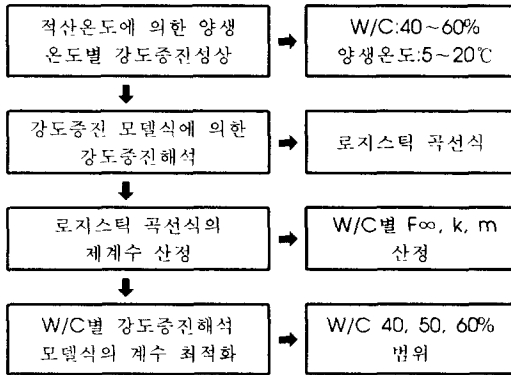 적산온도에 의한 양생
온도별 강도증진성상
W/C:40~60%
양생온도:5~20℃
강도증진 모델식에 의한
강도증진해석
로지스틱 곡선식
로지스틱 곡선식의
제계수 산정
W/C별 F∞, k, m
산정
W/C별 강도증진해석
모델식의 계수 최적화
W/C 40, 50, 60%
범위